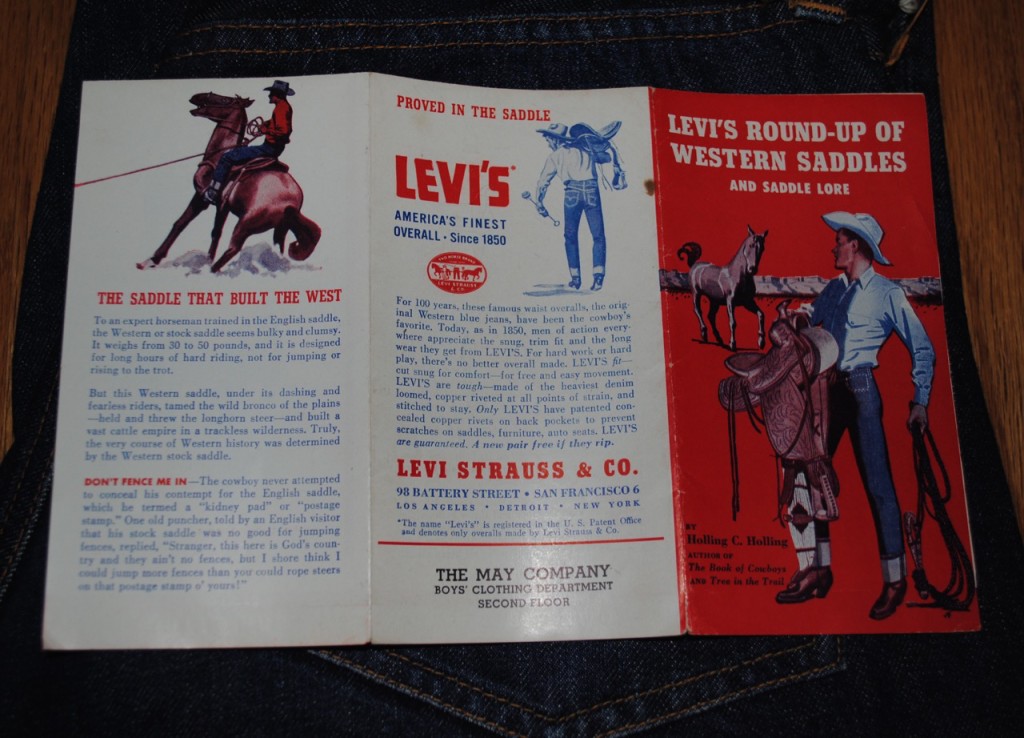 THE SADDLE THAT BUILT THE WEST
To an expert horseman trained in the English saddle,
the Western or stock saddle seems bulky and clumsy.
It weighs from 30 to 50 pounds, and it is designed
for long hours of hard riding, not for jumping or
rising to the trot.
But this Western saddle, under its dashing and
fearless riders, tamed the wild bronco of the plains
—held and threw the longhorn steer—and built a
vast cattle empire in a trackless wilderness. Truly,
the very course of Western history was determined
by the Western stock saddle.
DON'T FENCE ME IN—The cowboy never attempted
to conceal his contempt for the English saddle,
which he termed a "kidney pad" or "postage
stamp." One old puncher, told by an English visitor
that his stock saddle was no good for jumping
fences, replied, "Stranger, this here is God's coun-
try and they ain't no fences, but I shore think I
could jump more fences than you could rope steers
on that postage stamp o' yours!"
PROVED IN THE SADDLE
LEVI'S*
AMERICA'S FINEST
OVERALL • Since 1850
LEVI STRAUSS
& CO.
For 100 years, these famous waist overalls, the orig-
inal Western blue jeans, have been the cowboy's
favorite. Today, as in 1850, men of action every-
where appreciate the snug, trim fit and the long
wear they get from LEVI'S. For hard work or hard
play, there's no better overall made. LEVI'S fit—
cut snug for comfort—for free and easy movement.
LEVI'S are tough—made of the heaviest denim
loomed, copper riveted at all points of strain, and
stitched to stay. Only LEVI'S have patented con-
cealed copper rivets on back pockets to prevent
scratches on saddles, furniture, auto seats. LEVI'S
are guaranteed. A new pair free if they rip.
LEVI STRAUSS & CO.
98 BATTERY STREET • SAN FRANCISCO 6
LOS ANGELES • DETROIT • NEW YORK
*The name "Levi's" is registered in the U. S. Patent Office
and denotes only overalls made by Levi Strauss & Co.
THE MAY COMPANY
BOYS' CLOTHING DEPARTMENT
SECOND FLOOR
LEVI'S ROUND-UP OF
WESTERN SADDLES
AND SADDLE LORE
BY
Holling C. Holling
AUTHOR OF
The Book of Cowboys
AND Tree in the Trail